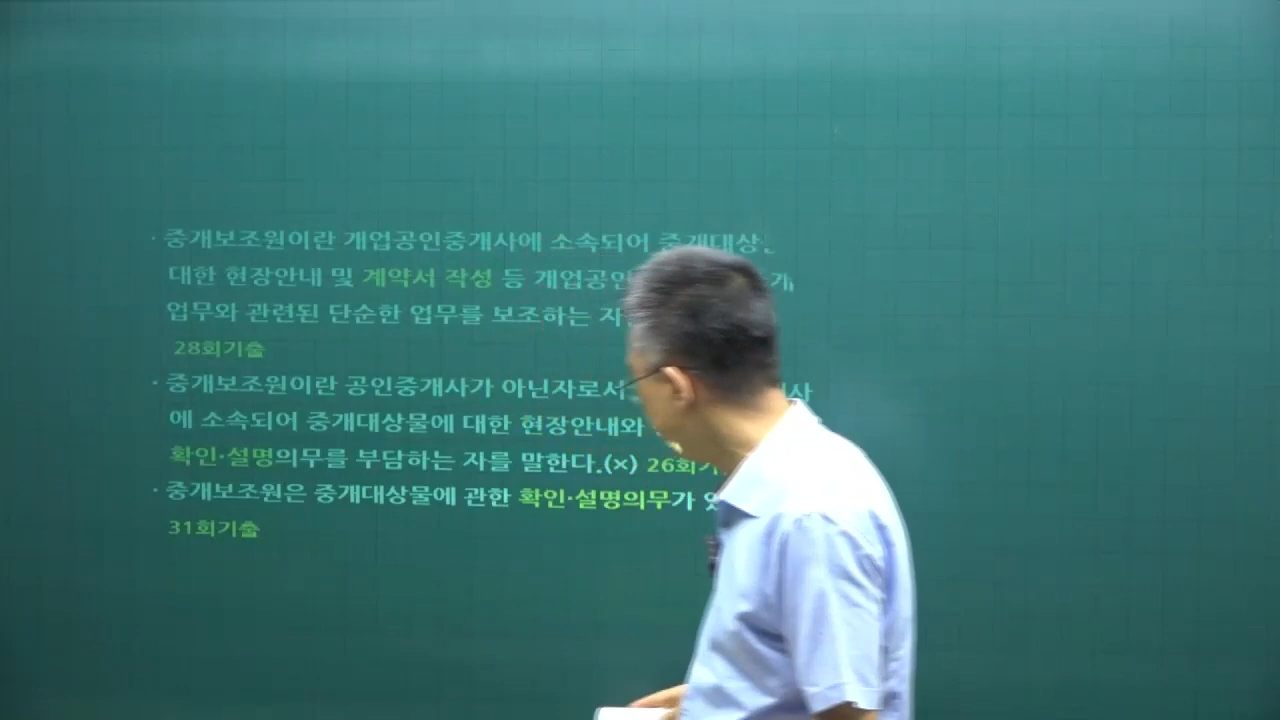 · 중개보조원이란 개업공인중개사에 소속되어 중개대상
대한 현장안내 및 계약서 작성 등 개업공인
업무와 관련된 단순한 업무를 보조하는
28회기출
· 중개보조원이란 공인중개사가 아닌자로서
에 소속되어 중개대상물에 대한 현장안내와
확인·설명의무를 부담하는 자를 말한다.(×) 26회기
· 중개보조원은 중개대상물에 관한 확인·설명의무가
31회기출